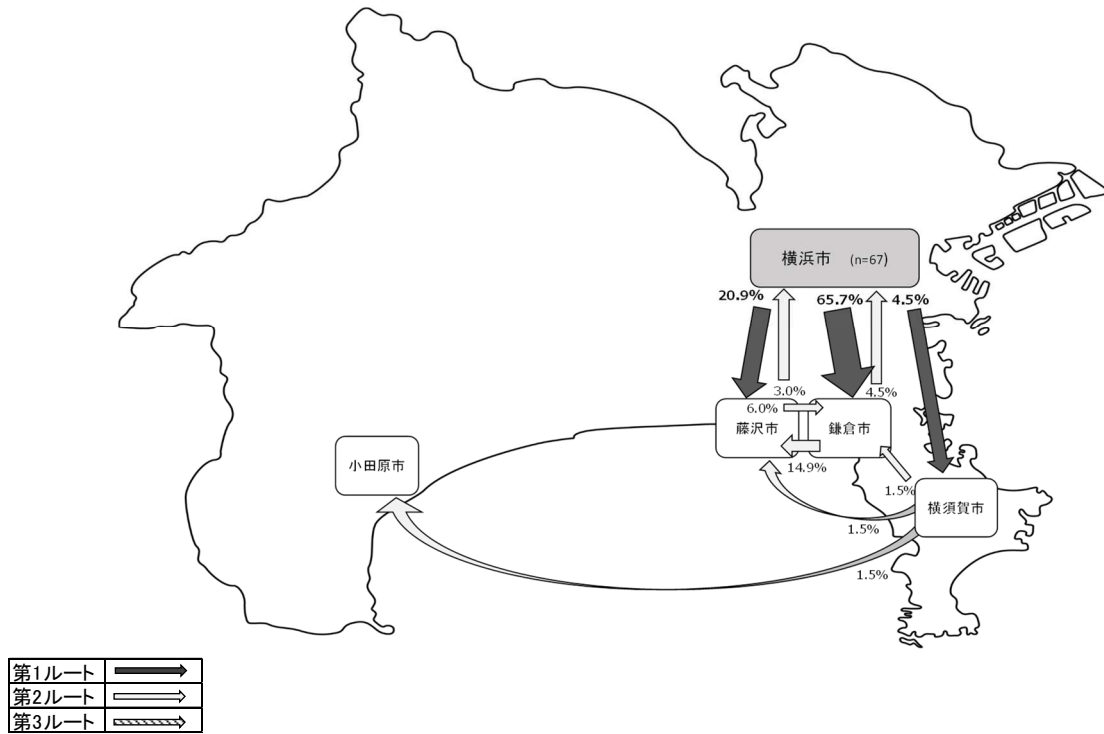 横浜市 (n=67)
20.9%
65.7%
4.5%
3.0%
4.5%
6.0%
藤沢市
鎌倉市
14.9%
小田原市
1.5%
横須賀市
1.5%
1.5%
第1ルート
第2ルート
第3ルート